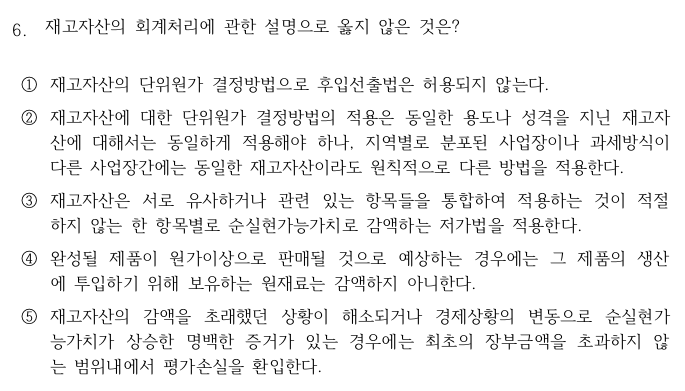 6. 재고자산의 회계처리에 관한 설명으로 옳지 않은 것은?
① 재고자산의 단위원가 결정방법으로 후입선출법은 허용되지 않는다.
② 재고자산에 대한 단위원가 결정방법의 적용은 동일한 용도나 성격을 지닌 재고자
산에 대해서는 동일하게 적용해야 하나, 지역별로 분포된 사업장이나 과세방식이
다른 사업장간에는 동일한 재고자산이라도 원칙적으로 다른 방법을 적용한다.
③ 재고자산은 서로 유사하거나 관련 있는 항목들을 통합하여 적용하는 것이 적절
하지 않는 한 항목별로 순실현가능가치로 감액하는 저가법을 적용한다.
④ 완성될 제품이 원가이상으로 판매될 것으로 예상하는 경우에는 그 제품의 생산
에 투입하기 위해 보유하는 원재료는 감액하지 아니한다.
⑤ 재고자산의 감액을 초래했던 상황이 해소되거나 경제상황의 변동으로 순실현가
능가치가 상승한 명백한 증거가 있는 경우에는 최초의 장부금액을 초과하지 않
는 범위내에서 평가손실을 환입한다.